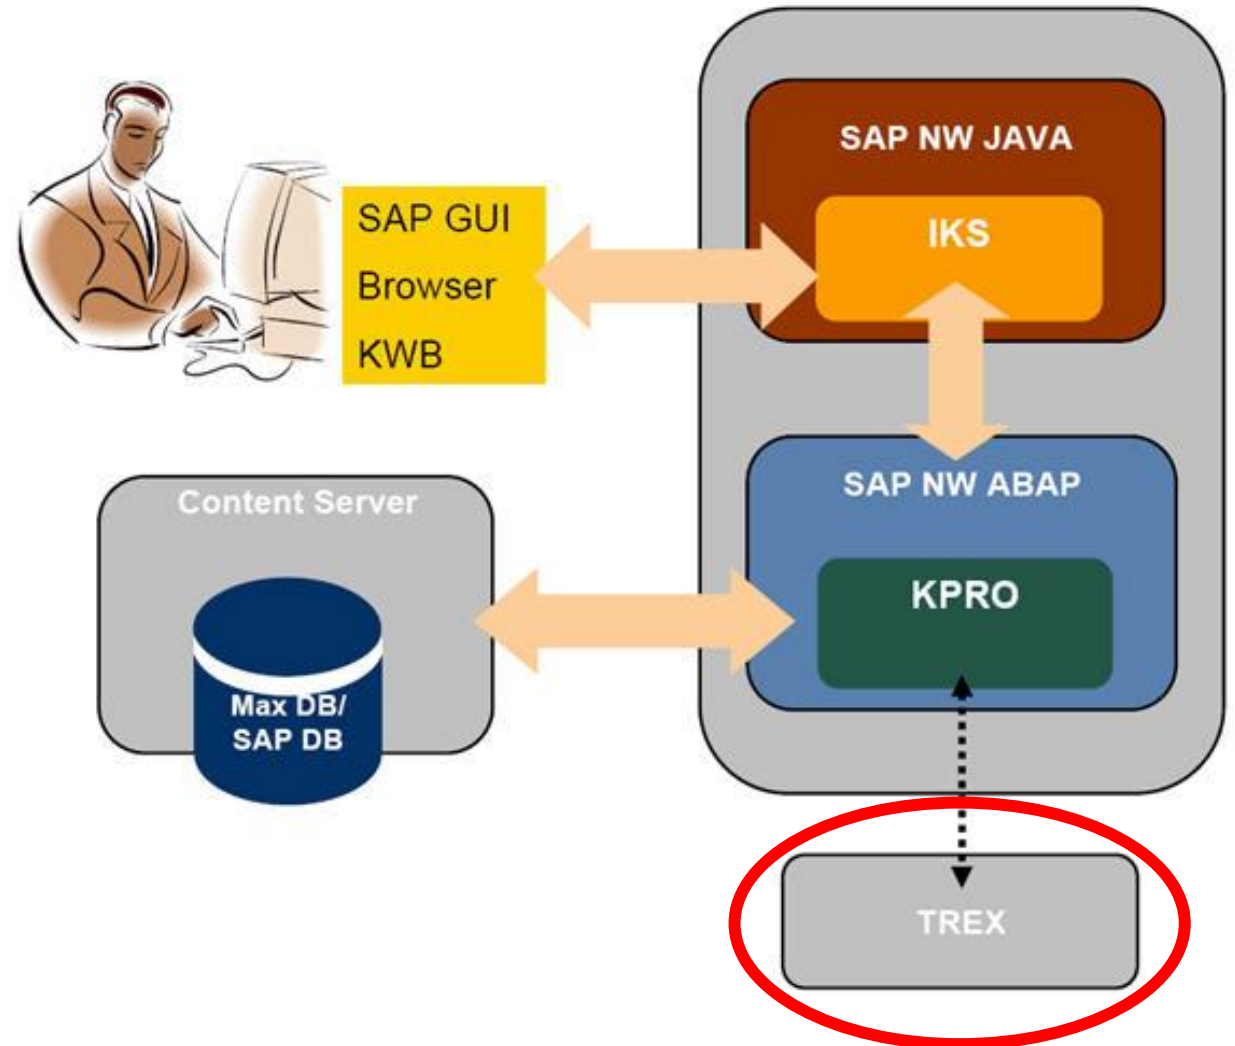 SAP GUI
Browser
KWB
SAP NW JAVA
IKS
SAP NW ABAP
KPRO
Content Server
Max DB/
SAP DB
TREX